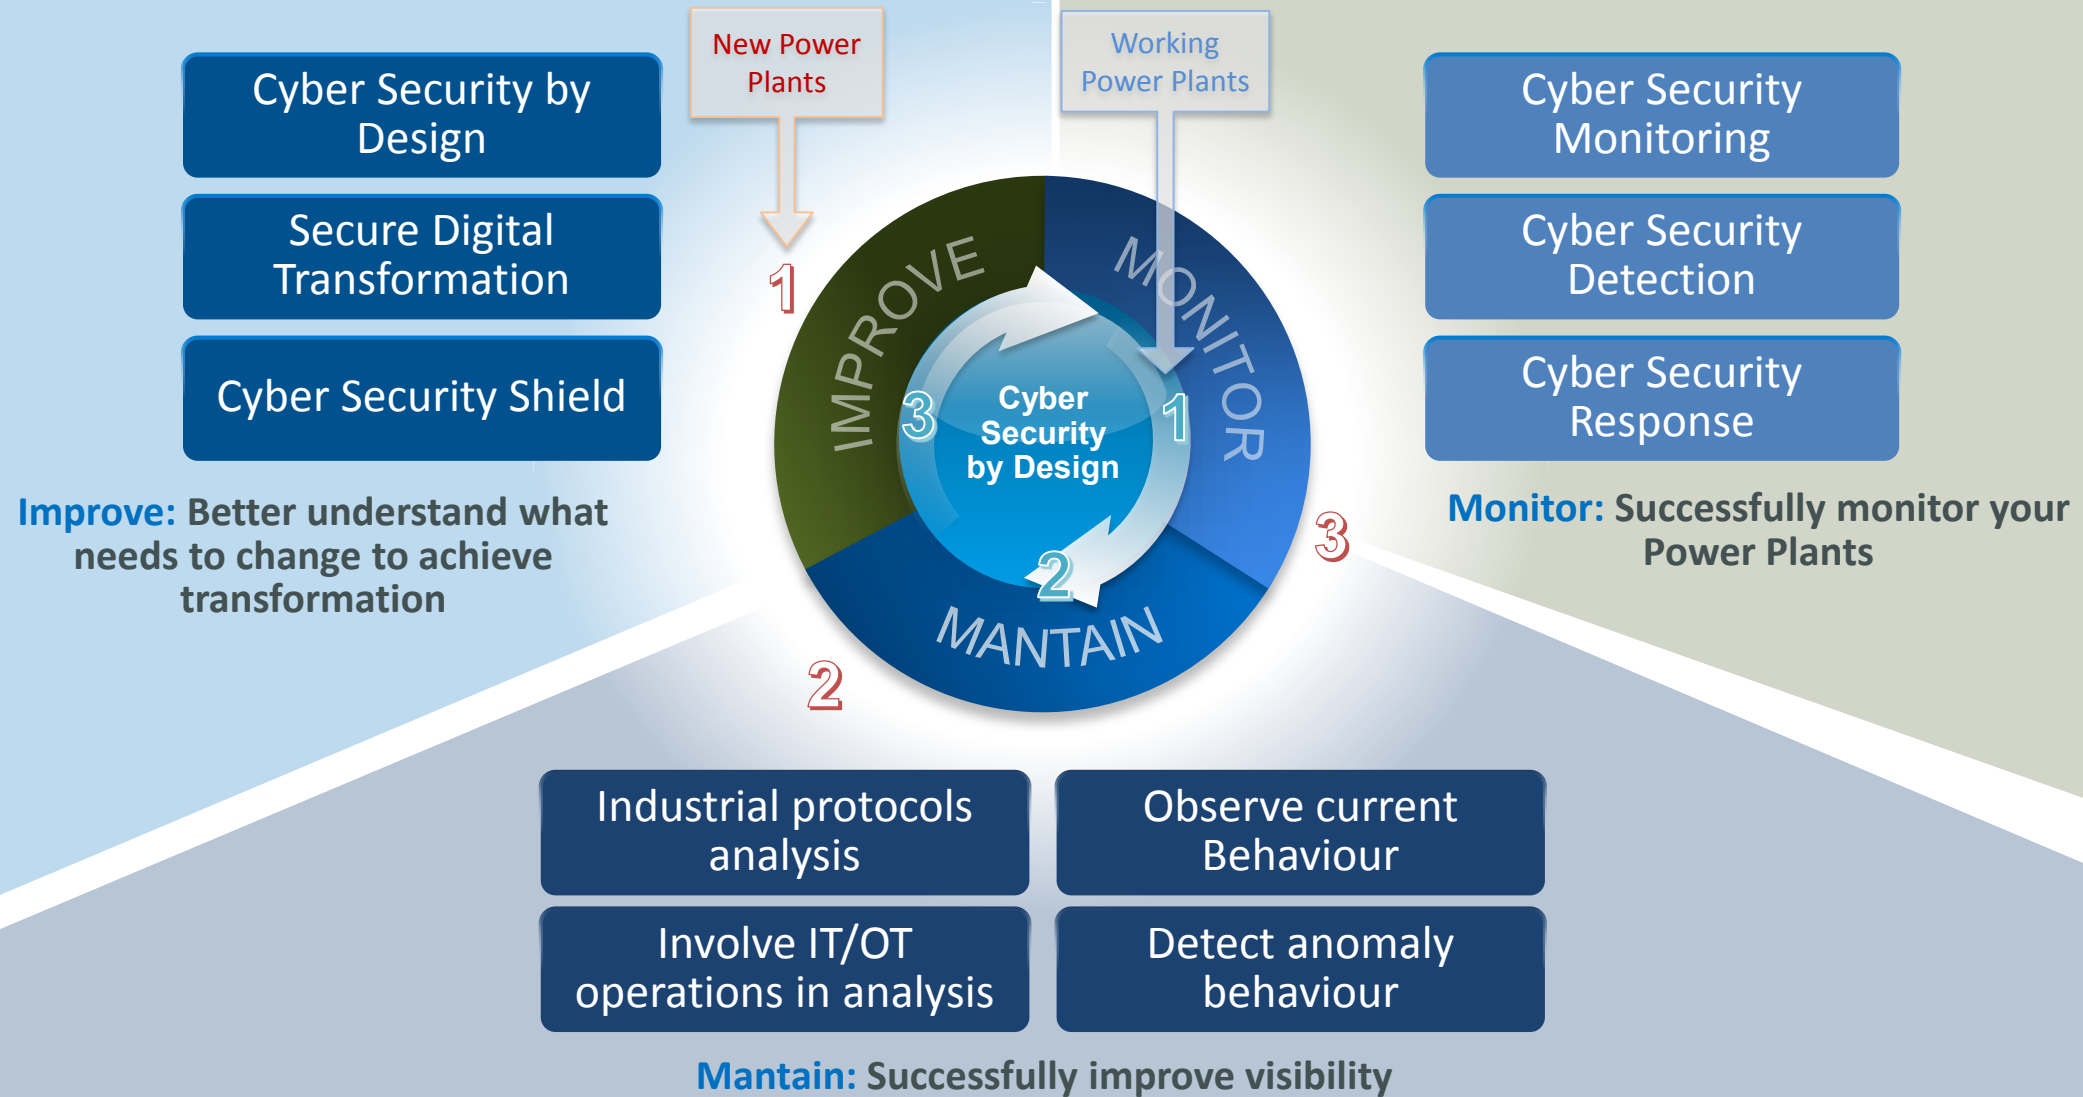 New Power
Plants
Working
Power Plants
Cyber Security by
Design
Secure Digital
Transformation
Cyber Security Shield
Improve: Better understand what
needs to change to achieve
transformation
Cyber Security
Monitoring
Cyber Security
Detection
Cyber Security
Response
Monitor: Successfully monitor your
Power Plants
1
IMPROVE
MONITOR
3
Cyber
Security
by Design
1
2
3
MANTAIN
2
Industrial protocols
analysis
Observe current
Behaviour
Involve IT/OT
operations in analysis
Detect anomaly
behaviour
Mantain: Successfully improve visibility